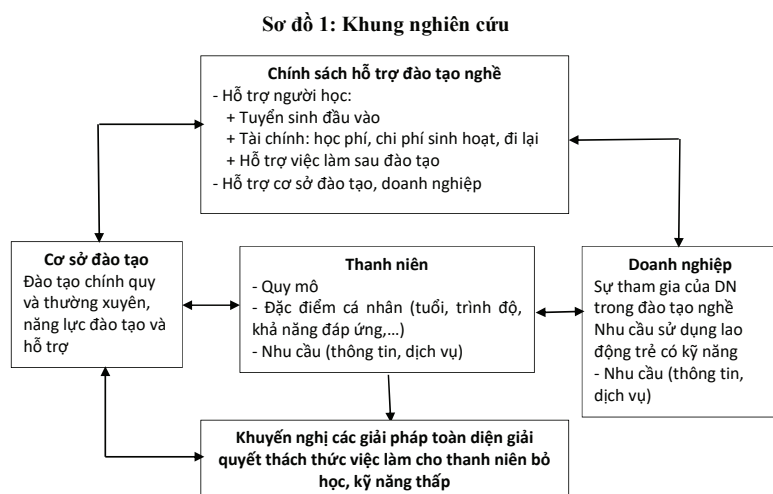 Sơ đồ 1: Khung nghiên cứu
Chính sách hỗ trợ đào tạo nghề
- Hỗ trợ người học:
+ Tuyển sinh đầu vào
+ Tài chính: học phí, chi phí sinh hoạt, đi lại
+ Hỗ trợ việc làm sau đào tạo
- Hỗ trợ cơ sở đào tạo, doanh nghiệp
Cơ sở đào tạo
Đào tạo chính quy
và thường xuyên,
năng lực đào tạo và
hỗ trợ
Thanh niên
- Quy mô
- Đặc điểm cá nhân (tuổi, trình độ,
khả năng đáp ứng,...)
- Nhu cầu (thông tin, dịch vụ)
Doanh nghiệp
Sự tham gia của DN
trong đào tạo nghề
Nhu cầu sử dụng lao
động trẻ có kỹ năng
- Nhu cầu (thông tin,
dịch vụ)
Khuyến nghị các giải pháp toàn diện giải
quyết thách thức việc làm cho thanh niên bỏ
học, kỹ năng thấp